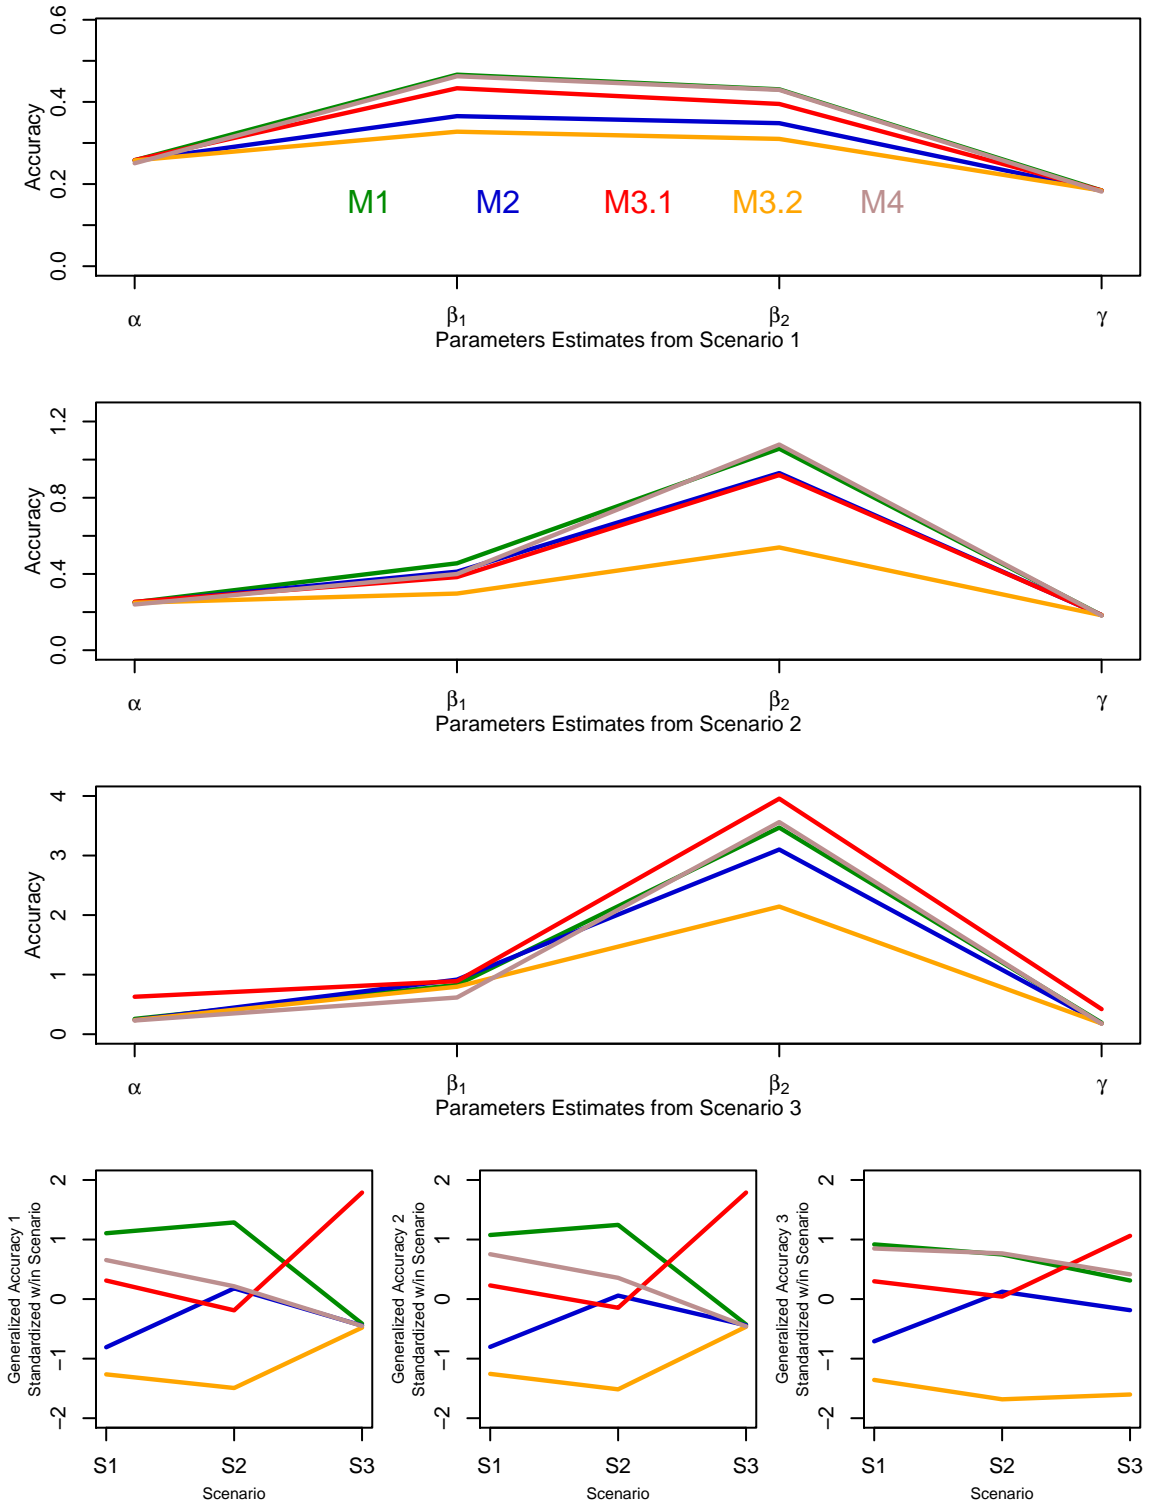 0.6
0.4
0.2
0.0
Accuracy
M1 M2 M3.1 M3.2 M4
α β1 β2 γ
Parameters Estimates from Scenario 1
1.2
0.8
0.4
0.0
Accuracy
α β1 β2 γ
Parameters Estimates from Scenario 2
4
3
2
1
0
Accuracy
α β1 β2 γ
Parameters Estimates from Scenario 3
Generalized Accuracy 1
Standardized w/in Scenario
2
1
0
−1
−2
S1 S2 S3
Scenario
Generalized Accuracy 2
Standardized w/in Scenario
2
1
0
−1
−2
S1 S2 S3
Scenario
Generalized Accuracy 3
Standardized w/in Scenario
2
1
0
−1
−2
S1 S2 S3
Scenario